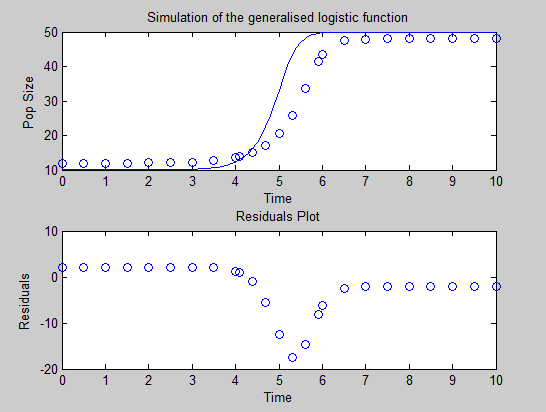 Simulation of the generalised logistic function
50
40
30
20
10
Pop Size
0 1 2 3 4 5 6 7 8 9 10
Time
Residuals Plot
10
0
-10
-20
Residuals
0 1 2 3 4 5 6 7 8 9 10
Time